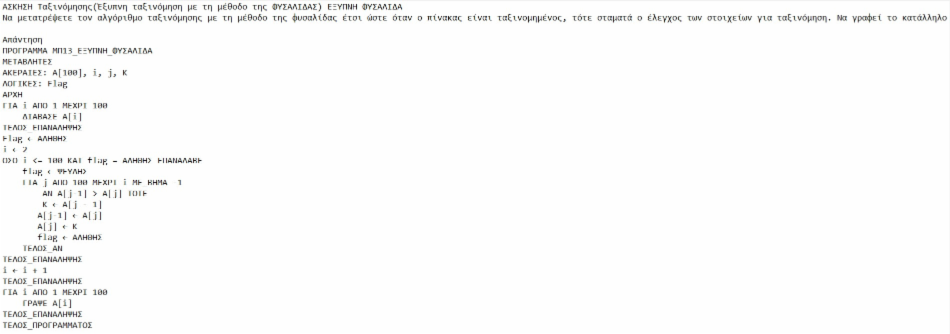 ΑΣΚΗΣΗ Ταξινόμησης(Έξυπνη ταξινόμηση με τη μέθοδο της ΦΥΣΑΛΙΔΑΣ) ΕΞΥΠΝΗ ΦΥΣΑΛΙΔΑ
Να μετατρέψετε τον αλγόριθμο ταξινόμησης με τη μέθοδο της φυσαλίδας έτσι ώστε όταν ο πίνακας είναι ταξινομημένος, τότε σταματά ο έλεγχος των στοιχείων για ταξινόμηση. Να γραφεί το κατάλληλο
Απάντηση
ΠΡΟΓΡΑΜΜΑ ΜΠ13_ΕΞΥΠΝΗ_ΦΥΣΑΛΙΔΑ
ΜΕΤΑΒΛΗΤΕΣ
ΑΚΕΡΑΙΕΣ: A[100], i, j, K
ΛΟΓΙΚΕΣ: Flag
ΑΡΧΗ
ΓΙΑ i ΑΠΟ 1 ΜΕΧΡΙ 100
ΔΙΑΒΑΣΕ A[i]
ΤΕΛΟΣ_ΕΠΑΝΑΛΗΨΗΣ
Flag ← ΑΛΗΘΗΣ
i ← 2
ΟΣΟ i <= 100 ΚΑΙ flag = ΑΛΗΘΗΣ ΕΠΑΝΑΛΑΒΕ
flag ← ΨΕΥΔΗΣ
ΓΙΑ j ΑΠΟ 100 ΜΕΧΡΙ i ΜΕ ΒΗΜΑ -1
ΑΝ A[j-1] > A[j] ΤΟΤΕ
K ← A[j - 1]
A[j-1] ← A[j]
A[j] ← K
flag ← ΑΛΗΘΗΣ
ΤΕΛΟΣ_ΑΝ
ΤΕΛΟΣ_ΕΠΑΝΑΛΗΨΗΣ
i ← i + 1
ΤΕΛΟΣ_ΕΠΑΝΑΛΗΨΗΣ
ΓΙΑ i ΑΠΟ 1 ΜΕΧΡΙ 100
ΓΡΑΨΕ A[i]
ΤΕΛΟΣ_ΕΠΑΝΑΛΗΨΗΣ
ΤΕΛΟΣ_ΠΡΟΓΡΑΜΜΑΤΟΣ